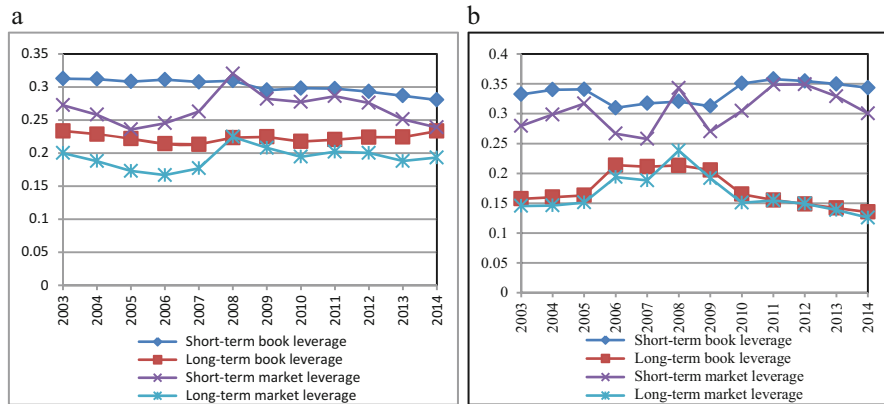 a
0.35
0.3
0.25
0.2
0.15
0.1
0.05
0
2003 2004 2005 2006 2007 2008 2009 2010 2011 2012 2013 2014
Short-term book leverage
Long-term book leverage
Short-term market leverage
Long-term market leverage
b
0.4
0.35
0.3
0.25
0.2
0.15
0.1
0.05
0
2003 2004 2005 2006 2007 2008 2009 2010 2011 2012 2013 2014
Short-term book leverage
Long-term book leverage
Short-term market leverage
Long-term market leverage